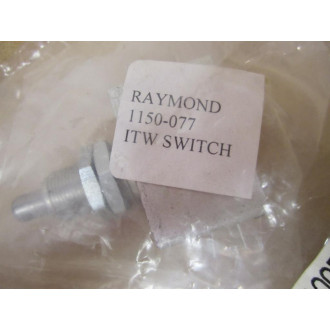 RAYMOND
1150-077
ITW SWITCH